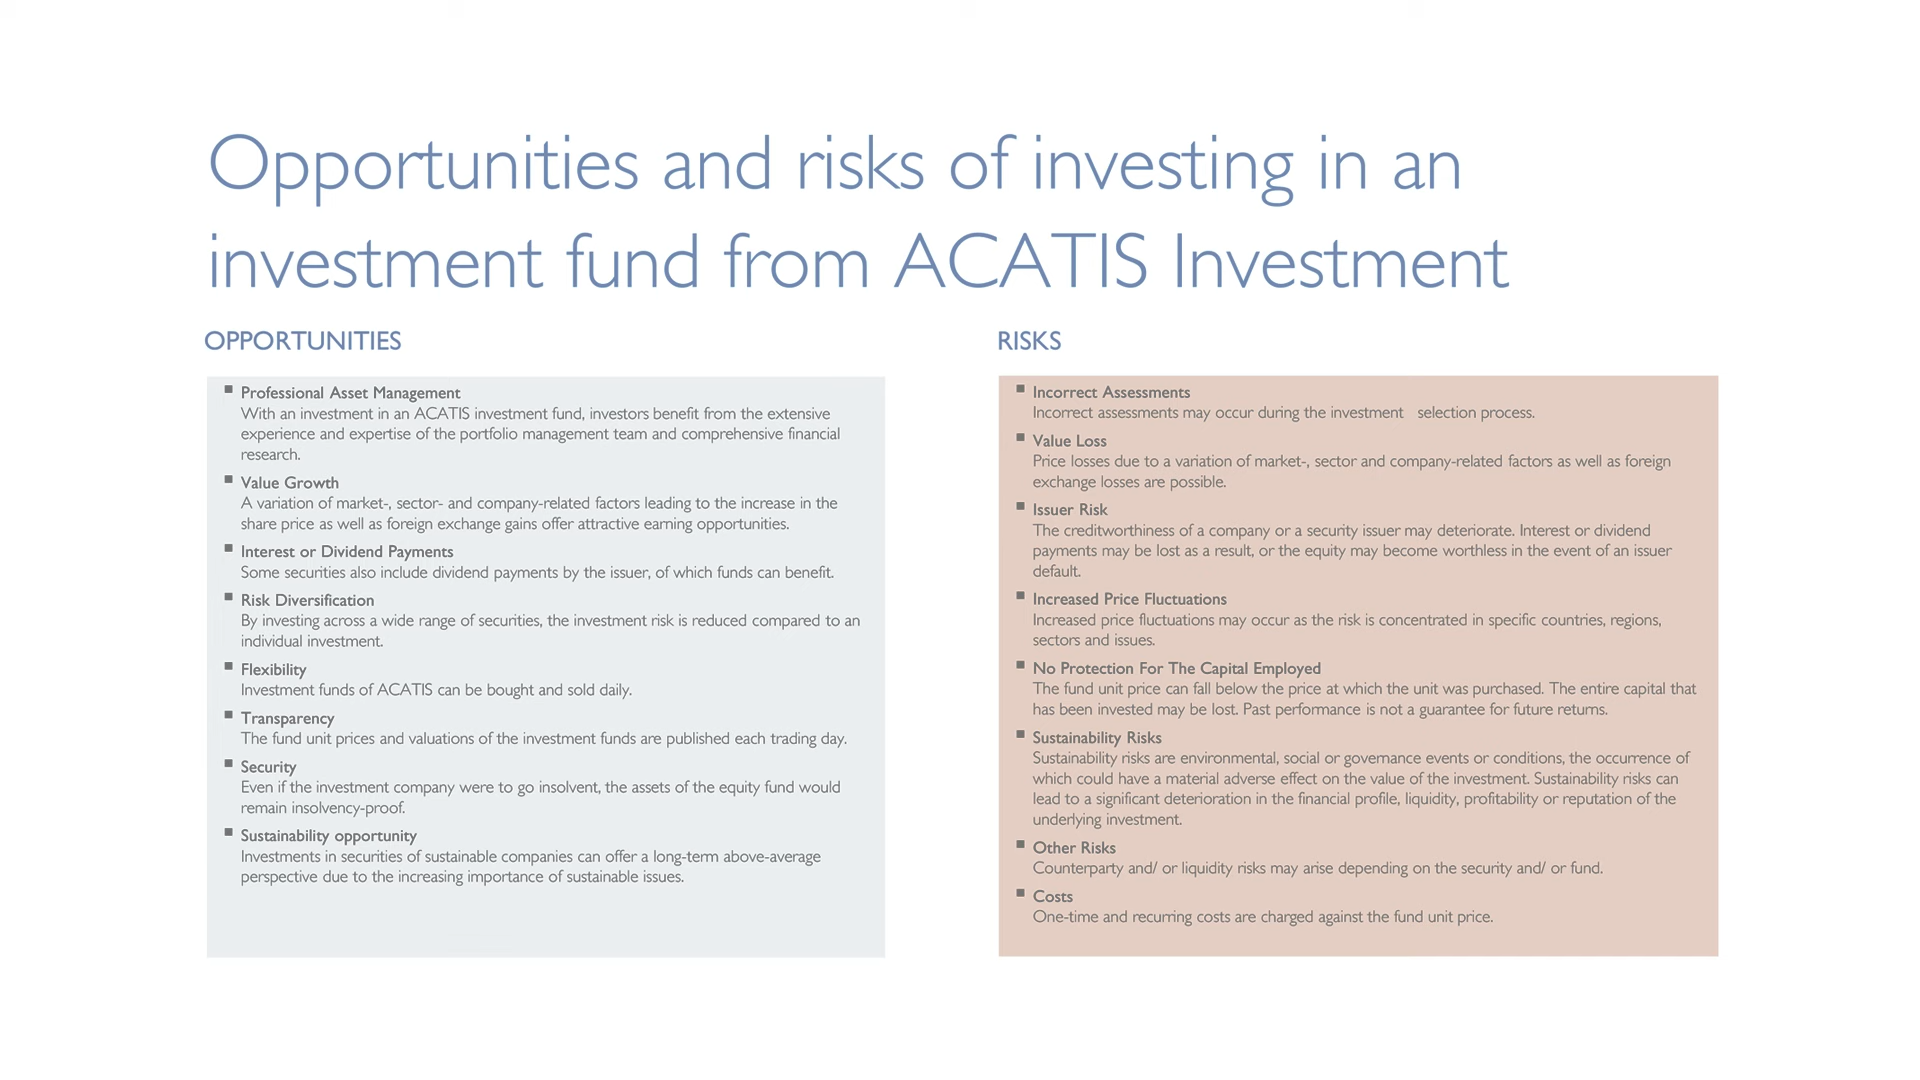 Opportunities and risks of investing in an
investment fund from ACATIS Investment
OPPORTUNITIES
▪ Professional Asset Management
With an investment in an ACATIS investment fund, investors benefit from the extensive
experience and expertise of the portfolio management team and comprehensive financial
research.
▪ Value Growth
A variation of market-, sector- and company-related factors leading to the increase in the
share price as well as foreign exchange gains offer attractive earning opportunities.
▪ Interest or Dividend Payments
Some securities also include dividend payments by the issuer, of which funds can benefit.
▪ Risk Diversification
By investing across a wide range of securities, the investment risk is reduced compared to an
individual investment.
▪ Flexibility
Investment funds of ACATIS can be bought and sold daily.
▪ Transparency
The fund unit prices and valuations of the investment funds are published each trading day.
▪ Security
Even if the investment company were to go insolvent, the assets of the equity fund would
remain insolvency-proof.
▪ Sustainability opportunity
Investments in securities of sustainable companies can offer a long-term above-average
perspective due to the increasing importance of sustainable issues.
RISKS
▪ Incorrect Assessments
Incorrect assessments may occur during the investment selection process.
▪ Value Loss
Price losses due to a variation of market-, sector and company-related factors as well as foreign
exchange losses are possible.
▪ Issuer Risk
The creditworthiness of a company or a security issuer may deteriorate. Interest or dividend
payments may be lost as a result, or the equity may become worthless in the event of an issuer
default.
▪ Increased Price Fluctuations
Increased price fluctuations may occur as the risk is concentrated in specific countries, regions,
sectors and issues.
▪ No Protection For The Capital Employed
The fund unit price can fall below the price at which the unit was purchased. The entire capital that
has been invested may be lost. Past performance is not a guarantee for future returns.
▪ Sustainability Risks
Sustainability risks are environmental, social or governance events or conditions, the occurrence of
which could have a material adverse effect on the value of the investment. Sustainability risks can
lead to a significant deterioration in the financial profile, liquidity, profitability or reputation of the
underlying investment.
▪ Other Risks
Counterparty and/ or liquidity risks may arise depending on the security and/ or fund.
▪ Costs
One-time and recurring costs are charged against the fund unit price.